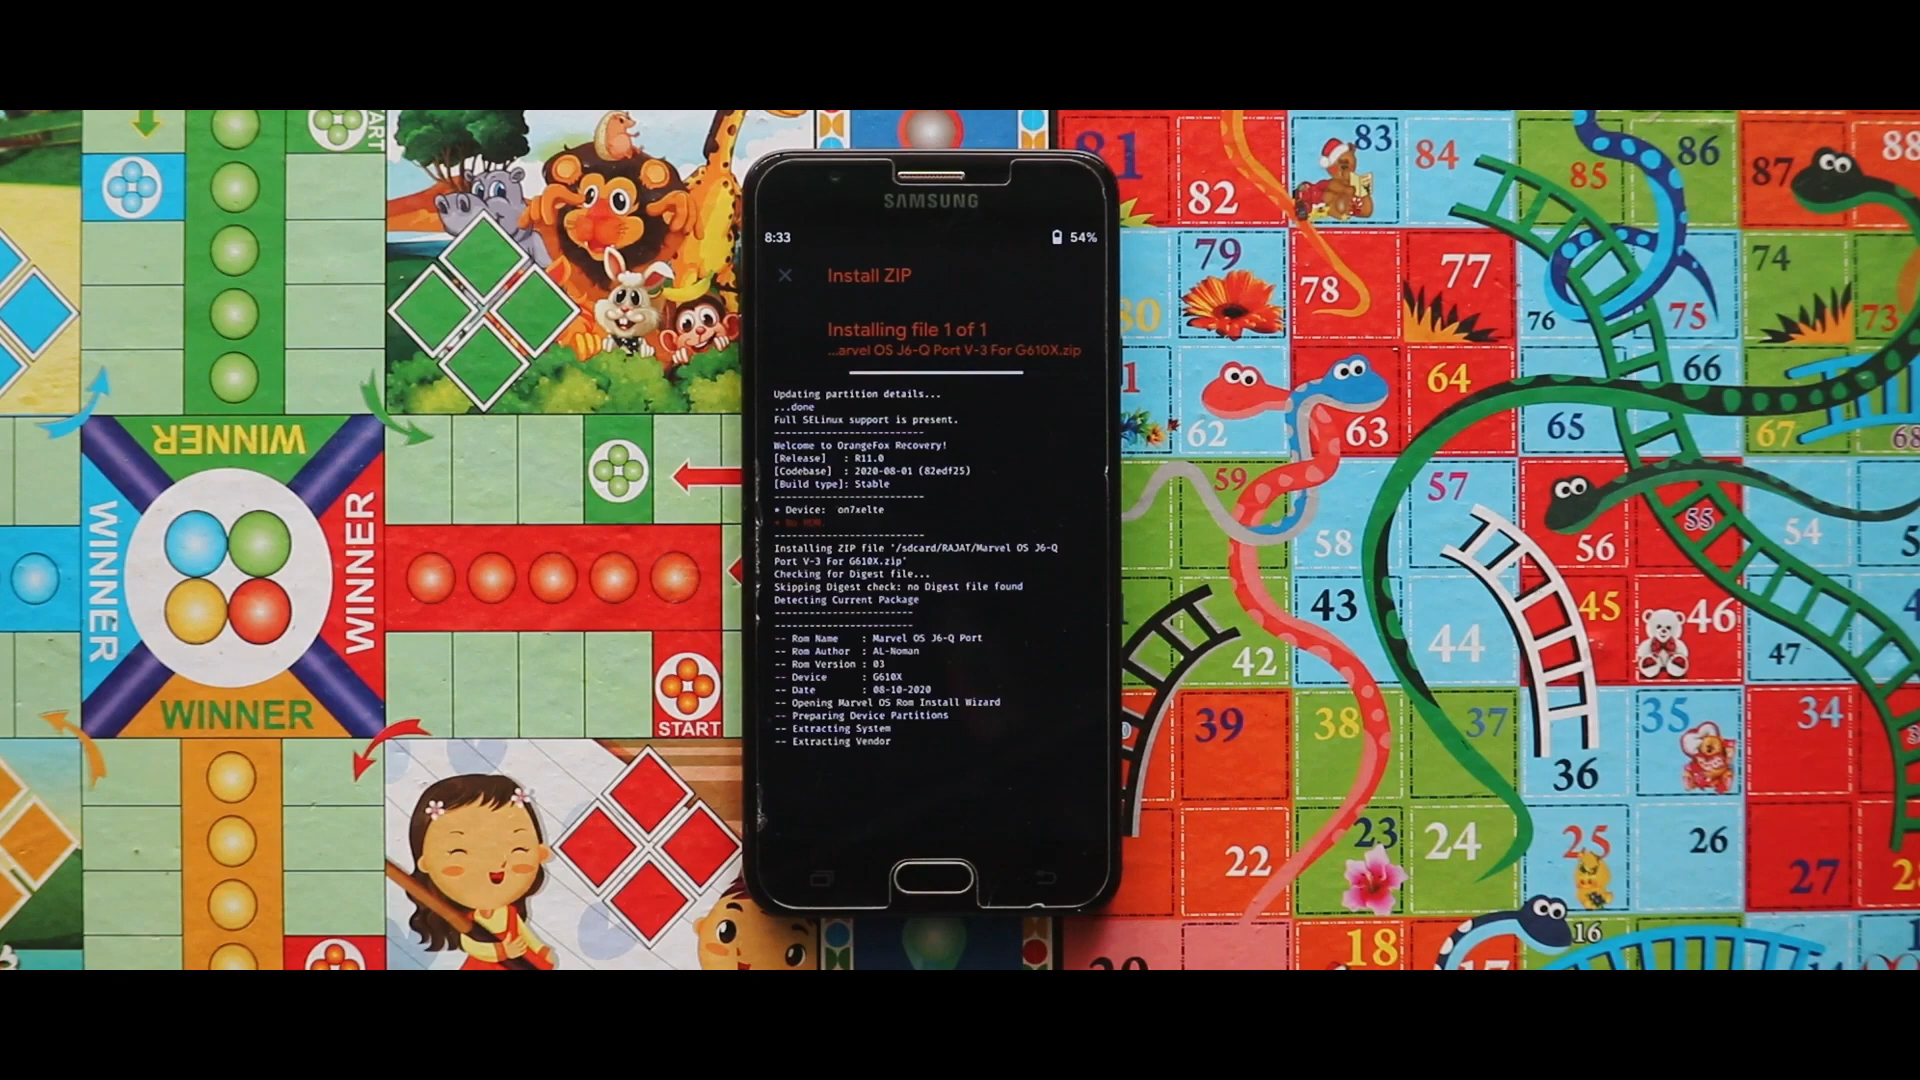 SAMSUNG
8:33
54%
Install ZIP
Installing file 1 of 1
...arvel OS J6-Q Port V-3 For G610X.zip
Updating partition details...
...done
Full SELinux support is present.
------------------------
Welcome to OrangeFox Recovery!
[Release]   : R11.0
[Codebase]  : 2020-08-01 (82edf25)
[Build type]: Stable
------------------------
* Device:  on7xelte
* No ROM.
------------------------
Installing ZIP file '/sdcard/RAJAT/Marvel OS J6-Q
Port V-3 For G610X.zip'
Checking for Digest file...
Skipping Digest check: no Digest file found
Detecting Current Package
------------------------
-- Rom Name    : Marvel OS J6-Q Port
-- Rom Author  : AL-Noman
-- Rom Version : 03
-- Device      : G610X
-- Date        : 08-10-2020
-- Opening Marvel OS Rom Install Wizard
-- Preparing Device Partitions
-- Extracting System
-- Extracting Vendor
WINNER
WINNER
WINNER
WINNER
START
81 82 83 84 85 86 87 88
80 79 78 77 76 75 74 73
62 63 64 65 66 67 68
59 58 57 56 55 54
42 43 44 45 46 47
39 38 37 36 35 34
22 23 24 25 26 27
20 18 17 16